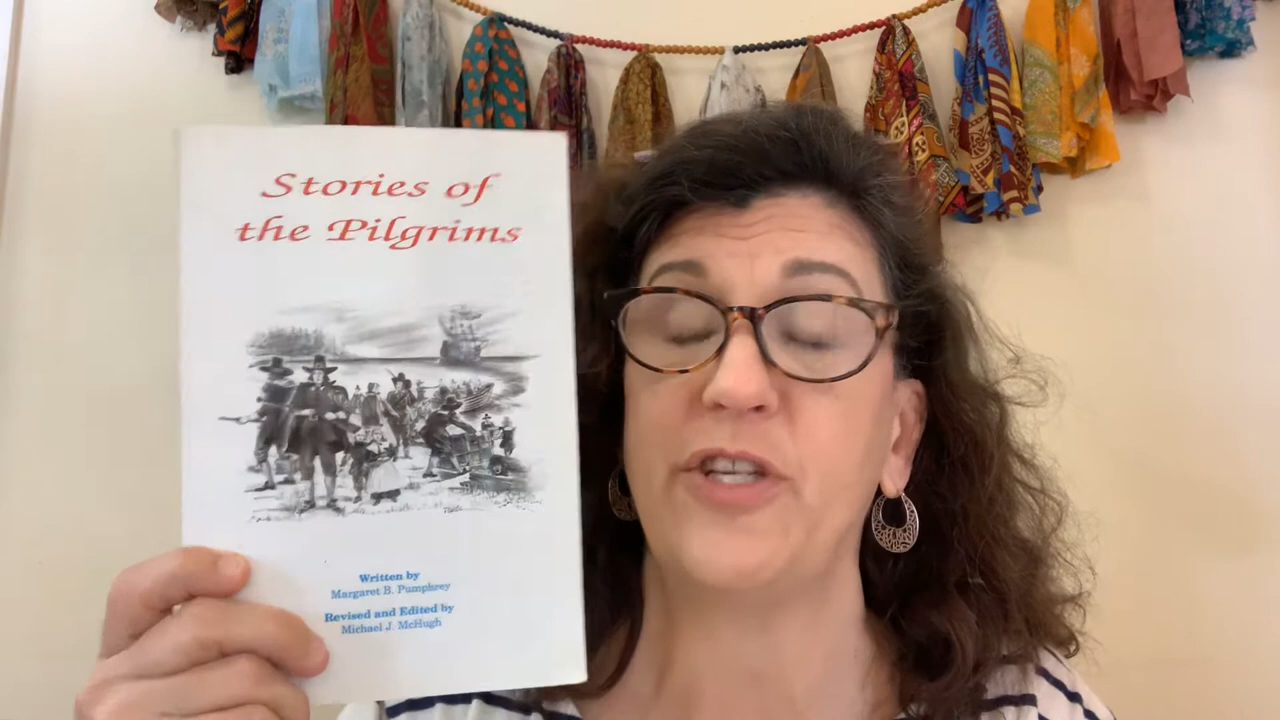 Stories of
the Pilgrims
Written by
Margaret B. Pumphrey
Revised and Edited by
Michael J. McHugh